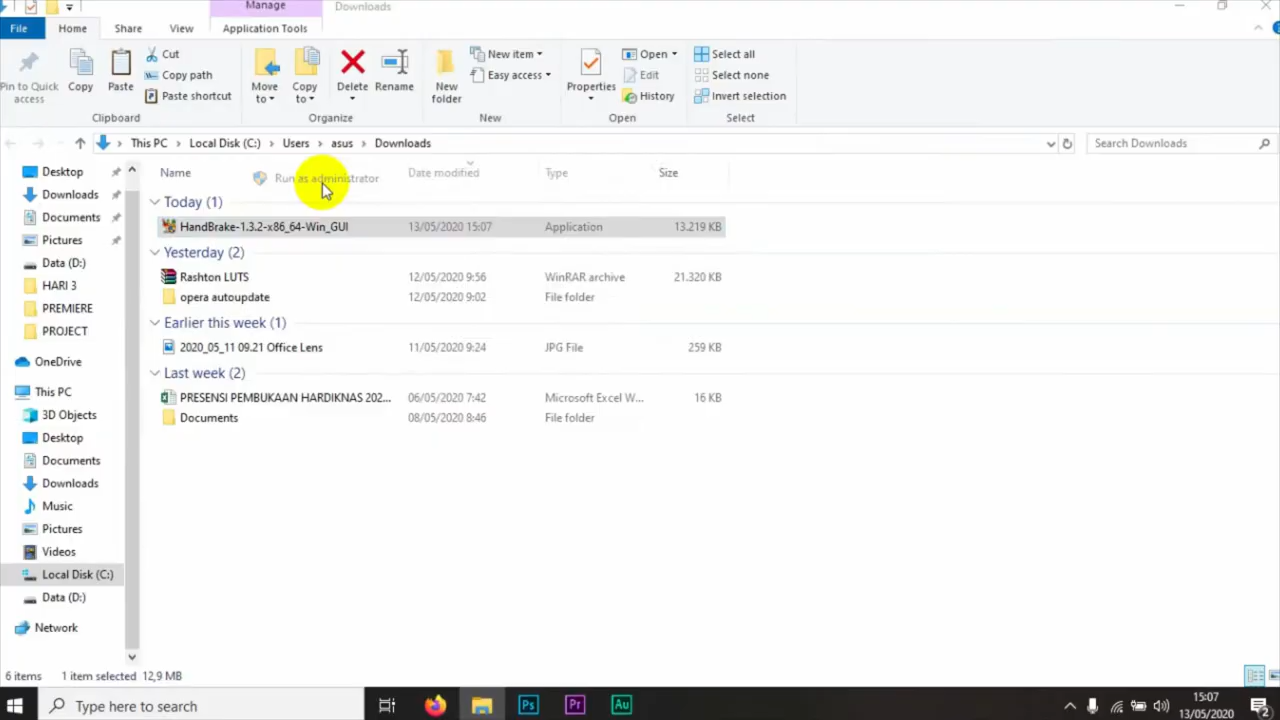 Manage
Downloads
File Home Share View Application Tools
Pin to Quick access
Copy
Paste
Cut
Copy path
Paste shortcut
Clipboard
Move to
Copy to
Delete
Rename
Organize
New folder
New item
Easy access
New
Properties
Open
Edit
History
Open
Select all
Select none
Invert selection
Select
This PC > Local Disk (C:) > Users > asus > Downloads
Search Downloads
Desktop
Downloads
Documents
Pictures
Data (D:)
HARI 3
PREMIERE
PROJECT
OneDrive
This PC
3D Objects
Desktop
Documents
Downloads
Music
Pictures
Videos
Local Disk (C:)
Data (D:)
Network
Name Date modified Type Size
Run as administrator
Today (1)
HandBrake-1.3.2-x86_64-Win_GUI 13/05/2020 15:07 Application 13.219 KB
Yesterday (2)
Rashton LUTS 12/05/2020 9:56 WinRAR archive 21.320 KB
opera autoupdate 12/05/2020 9:02 File folder
Earlier this week (1)
2020_05_11 09.21 Office Lens 11/05/2020 9:24 JPG File 259 KB
Last week (2)
PRESENSI PEMBUKAAN HARDIKNAS 202... 06/05/2020 7:42 Microsoft Excel W... 16 KB
Documents 08/05/2020 8:46 File folder
6 items 1 item selected 12,9 MB
Type here to search
Ps
Pr
Au
15:07
13/05/2020
2